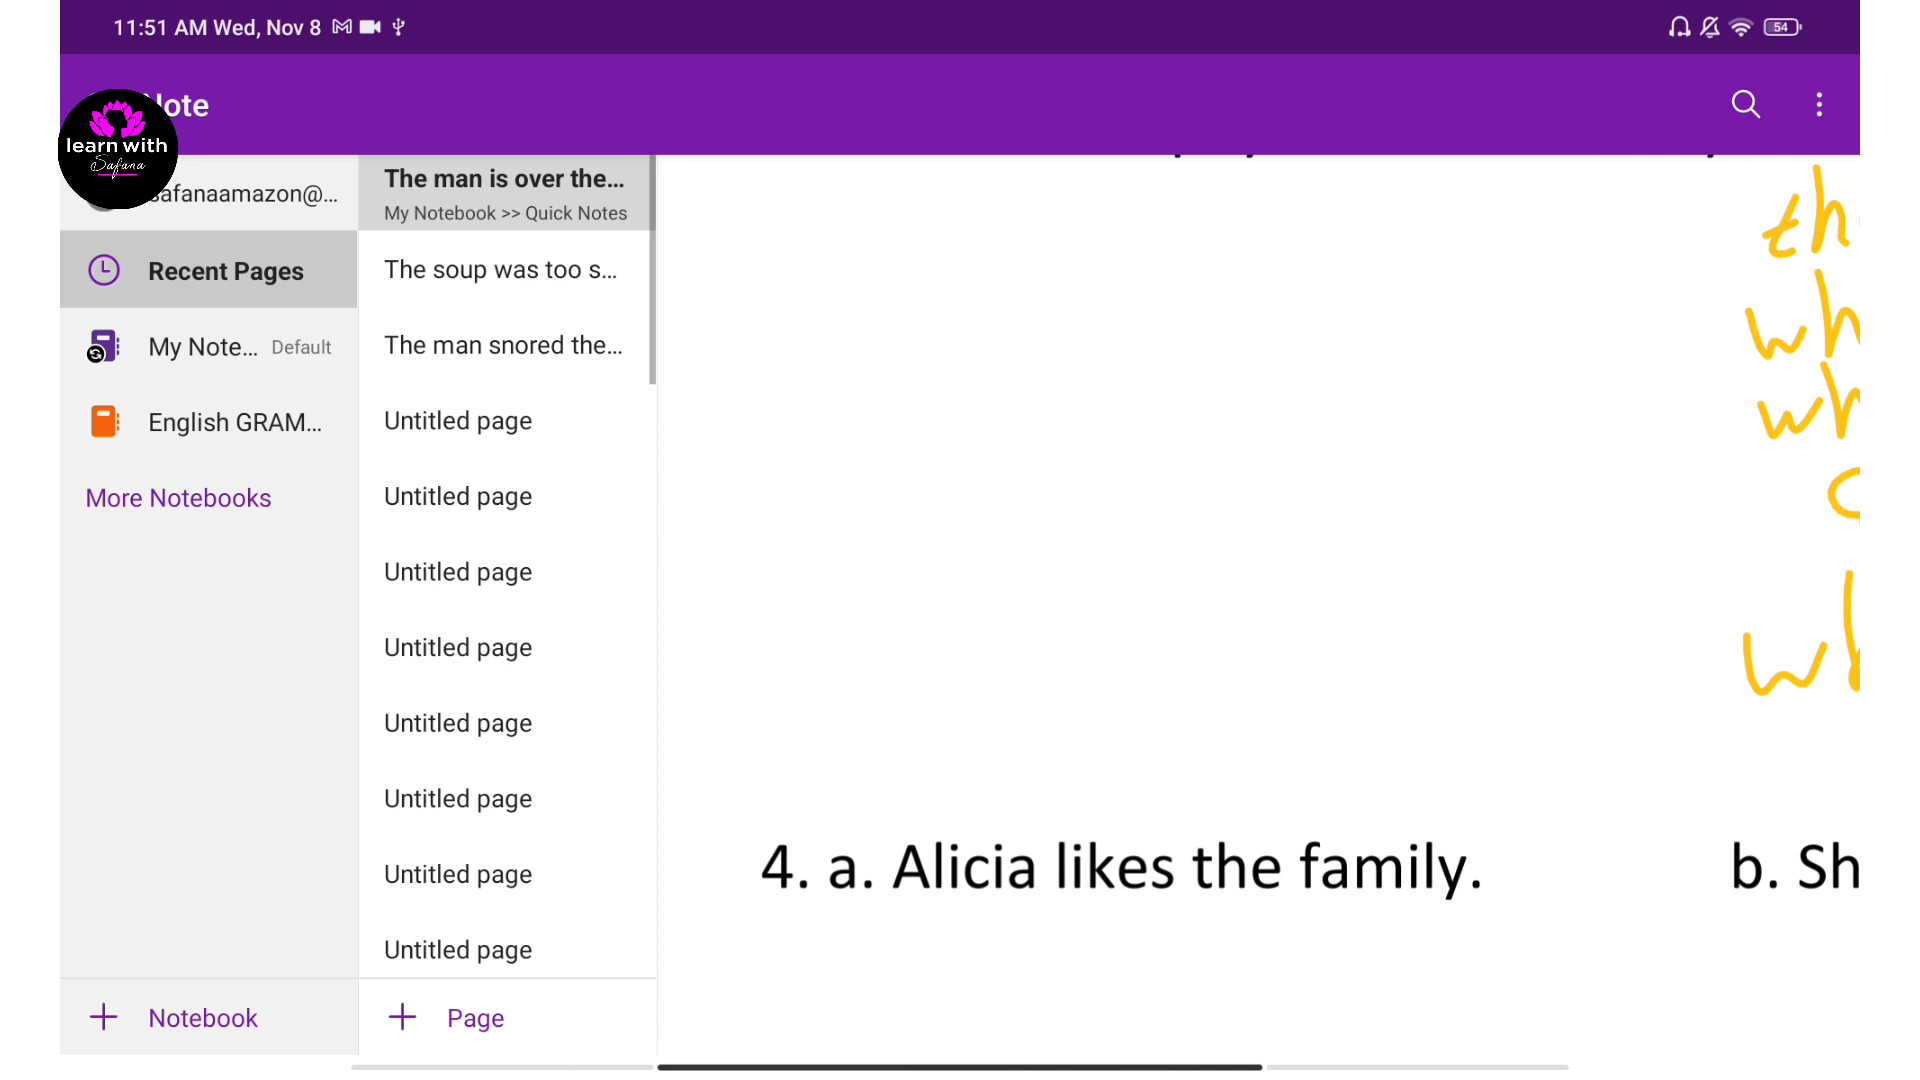 11:51 AM Wed, Nov 8
54
Note
learn with
Safana
safanaamazon@...
Recent Pages
My Note... Default
English GRAM...
More Notebooks
Notebook
The man is over the...
My Notebook >> Quick Notes
The soup was too s...
The man snored the...
Untitled page
Untitled page
Untitled page
Untitled page
Untitled page
Untitled page
Untitled page
Untitled page
Page
th
wh
wh
4. a. Alicia likes the family.
b. Sh